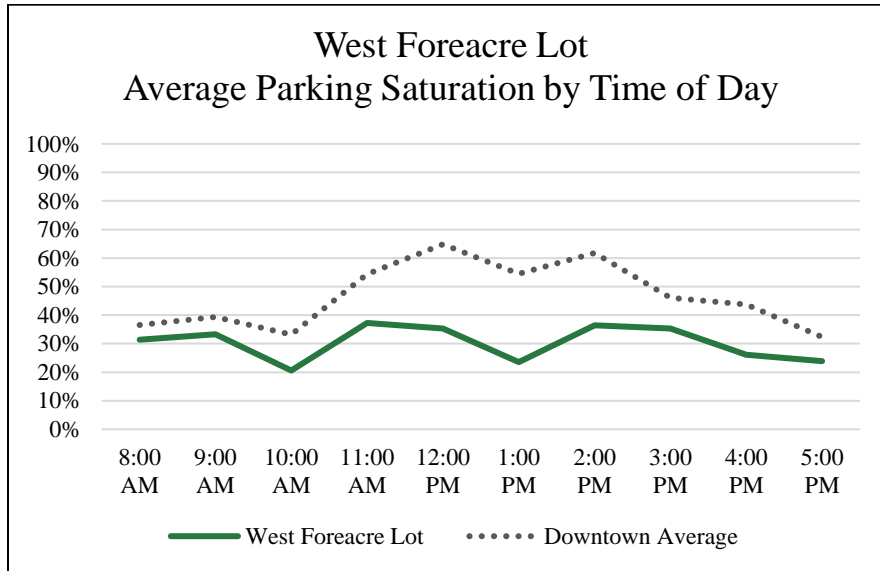 West Foreacre Lot
Average Parking Saturation by Time of Day
100%
90%
80%
70%
60%
50%
40%
30%
20%
10%
0%
8:00 AM
9:00 AM
10:00 AM
11:00 AM
12:00 PM
1:00 PM
2:00 PM
3:00 PM
4:00 PM
5:00 PM
West Foreacre Lot
Downtown Average